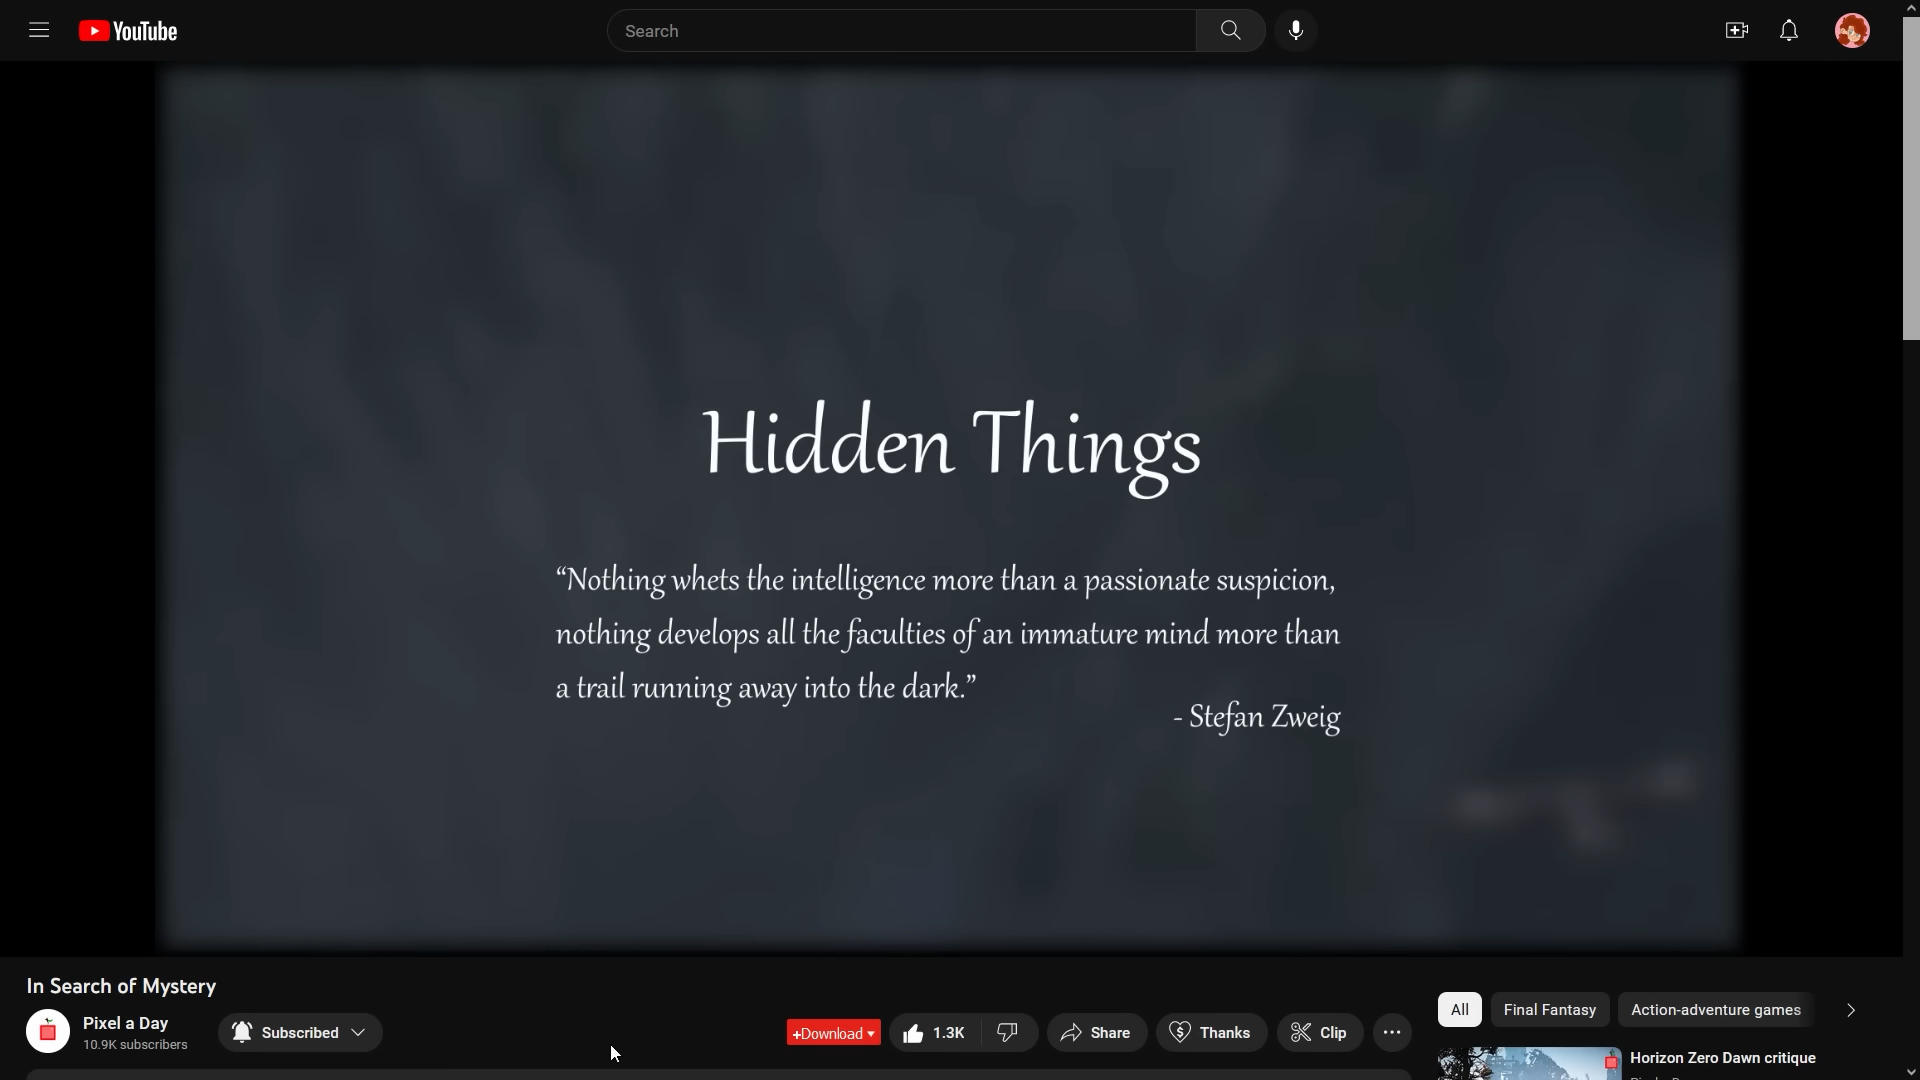 YouTube
Search
Hidden Things
“Nothing whets the intelligence more than a passionate suspicion,
nothing develops all the faculties of an immature mind more than
a trail running away into the dark.”
- Stefan Zweig
In Search of Mystery
Pixel a Day
10.9K subscribers
Subscribed
+Download
1.3K
Share
Thanks
Clip
All
Final Fantasy
Action-adventure games
Horizon Zero Dawn critique